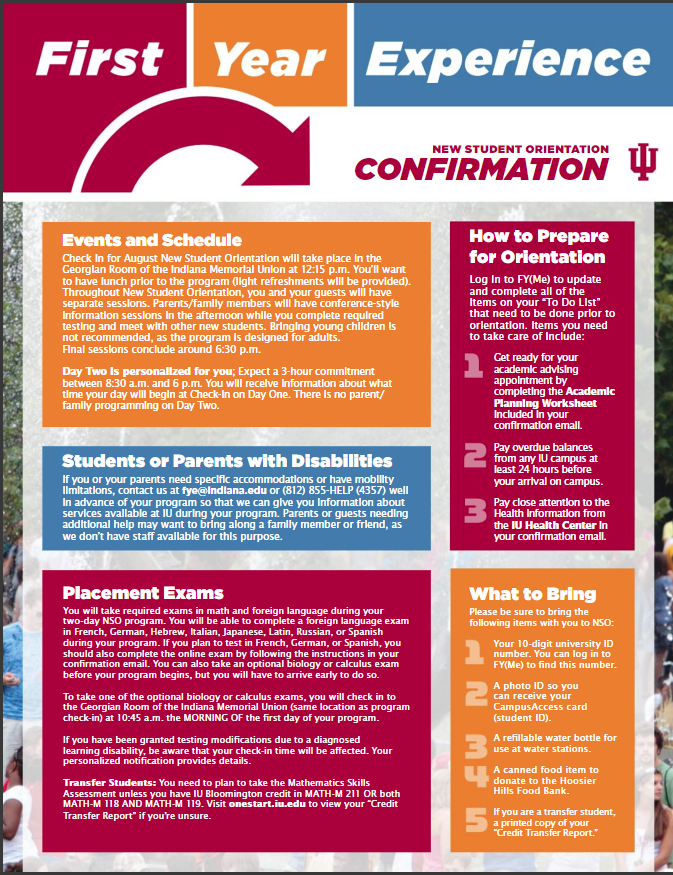 First Year Experience
NEW STUDENT ORIENTATION
CONFIRMATION
Events and Schedule
Check In for August New Student Orientation will take place in the
Georgian Room of the Indiana Memorial Union at 12:15 p.m. You'll want
to have lunch prior to the program (light refreshments will be provided).
Throughout New Student Orientation, you and your guests will have
separate sessions. Parents/family members will have conference-style
information sessions in the afternoon while you complete required
testing and meet with other new students. Bringing young children is
not recommended, as the program is designed for adults.
Final sessions conclude around 6:30 p.m.
Day Two is personalized for you; Expect a 3-hour commitment
between 8:30 a.m. and 6 p.m. You will receive information about what
time your day will begin at Check-In on Day One. There is no parent/
family programming on Day Two.
Students or Parents with Disabilities
If you or your parents need specific accommodations or have mobility
limitations, contact us at fye@indiana.edu or (812) 855-HELP (4357) well
in advance of your program so that we can give you information about
services available at IU during your program. Parents or guests needing
additional help may want to bring along a family member or friend, as
we don't have staff available for this purpose.
Placement Exams
You will take required exams in math and foreign language during your
two-day NSO program. You will be able to complete a foreign language exam
in French, German, Hebrew, Italian, Japanese, Latin, Russian, or Spanish
during your program. If you plan to test in French, German, or Spanish, you
should also complete the online exam by following the instructions in your
confirmation email. You can also take an optional biology or calculus exam
before your program begins, but you will have to arrive early to do so.
To take one of the optional biology or calculus exams, you will check in to
the Georgian Room of the Indiana Memorial Union (same location as program
check-in) at 10:45 a.m. the MORNING OF the first day of your program.
If you have been granted testing modifications due to a diagnosed
learning disability, be aware that your check-in time will be affected. Your
personalized notification provides details.
Transfer Students: You need to plan to take the Mathematics Skills
Assessment unless you have IU Bloomington credit in MATH-M 211 OR both
MATH-M 118 AND MATH-M 119. Visit onestart.iu.edu to view your "Credit
Transfer Report" if you're unsure.
How to Prepare
for Orientation
Log In to FY(Me) to update
and complete all of the
items on your "To Do List"
that need to be done prior to
orientation. Items you need
to take care of include:
1 Get ready for your
academic advising
appointment by
completing the Academic
Planning Worksheet
included in your
confirmation email.
2 Pay overdue balances
from any IU campus at
least 24 hours before
your arrival on campus.
3 Pay close attention to the
Health Information from
the IU Health Center in
your confirmation email.
What to Bring
Please be sure to bring the
following items with you to NSO:
1 Your 10-digit university ID
number. You can log in to
FY(Me) to find this number.
2 A photo ID so you
can receive your
CampusAccess card
(student ID).
3 A refillable water bottle for
use at water stations.
4 A canned food item to
donate to the Hoosier
Hills Food Bank.
5 If you are a transfer student,
a printed copy of your
"Credit Transfer Report."